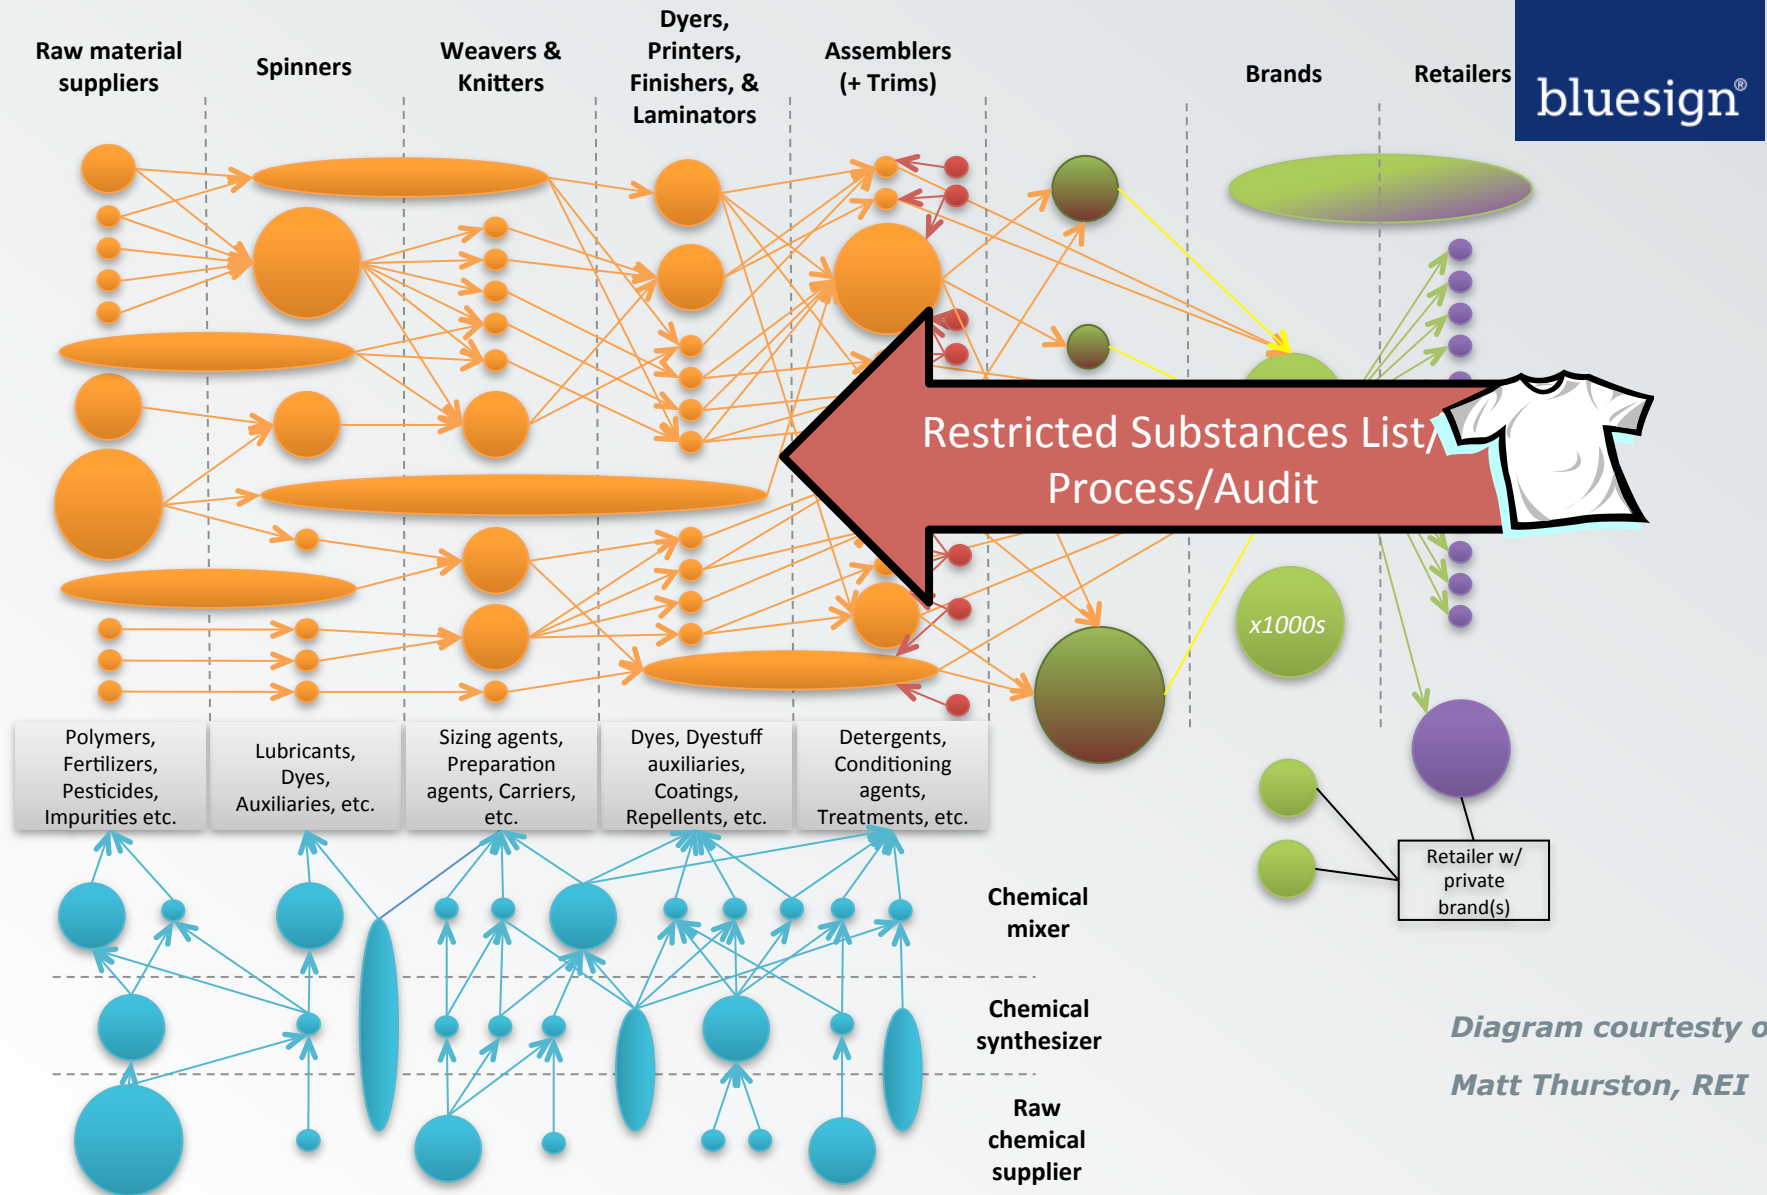 Raw material
suppliers
Spinners
Weavers &
Knitters
Dyers,
Printers,
Finishers, &
Laminators
Assemblers
(+ Trims)
Brands
Retailers
bluesign®
Restricted Substances List/
Process/Audit
x1000s
Polymers,
Fertilizers,
Pesticides,
Impurities etc.
Lubricants,
Dyes,
Auxiliaries, etc.
Sizing agents,
Preparation
agents, Carriers,
etc.
Dyes, Dyestuff
auxiliaries,
Coatings,
Repellents, etc.
Detergents,
Conditioning
agents,
Treatments, etc.
Retailer w/
private
brand(s)
Chemical
mixer
Chemical
synthesizer
Raw
chemical
supplier
Diagram courtesty o
Matt Thurston, REI